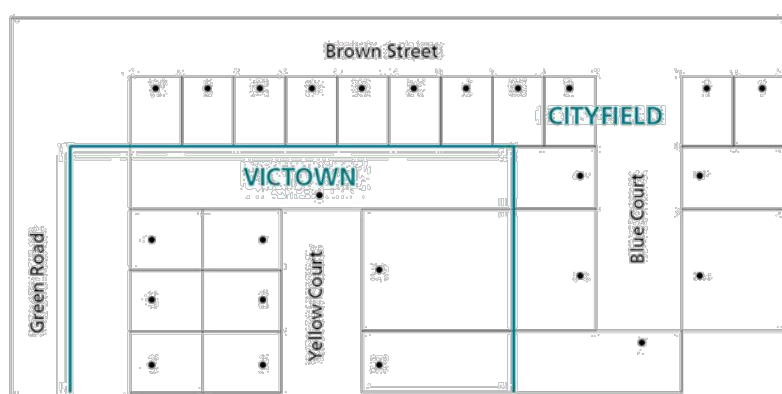 Brown Street
CITYFIELD
VICTOWN
Green Road
Yellow Court
Blue Court